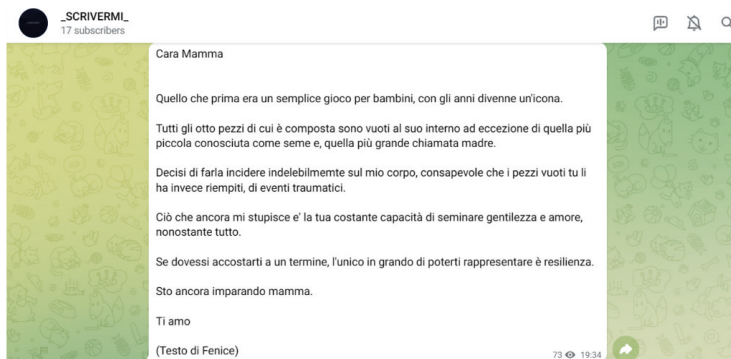 _SCRIVERMI_
17 subscribers
Cara Mamma
Quello che prima era un semplice gioco per bambini, con gli anni divenne un'icona.
Tutti gli otto pezzi di cui è composta sono vuoti al suo interno ad eccezione di quella più
piccola conosciuta come seme e, quella più grande chiamata madre.
Decisi di farla incidere indelebilmemte sul mio corpo, consapevole che i pezzi vuoti tu li
ha invece riempiti, di eventi traumatici.
Ciò che ancora mi stupisce e' la tua costante capacità di seminare gentilezza e amore,
nonostante tutto.
Se dovessi accostarti a un termine, l'unico in grando di poterti rappresentare è resilienza.
Sto ancora imparando mamma.
Ti amo
(Testo di Fenice)
73 19:34